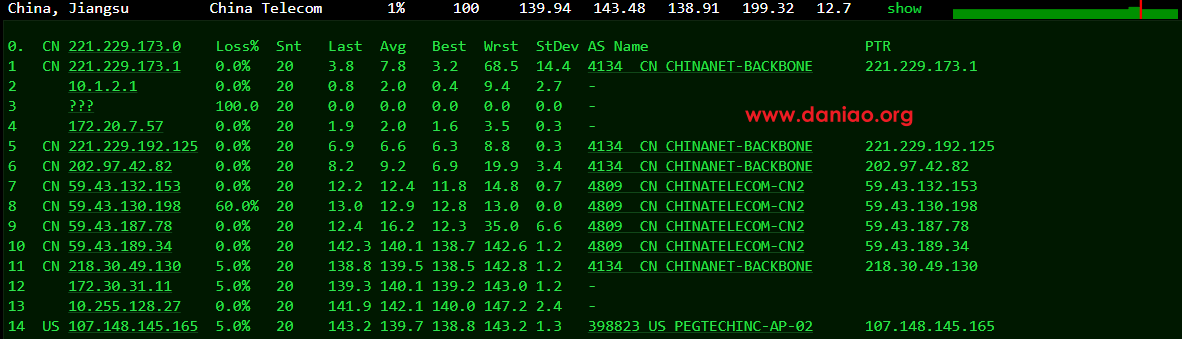 China, Jiangsu China Telecom 1% 100 139.94 143.48 138.91 199.32 12.7 show
0. CN 221.229.173.0 Loss% Snt Last Avg Best Wrst StDev AS Name PTR
1 CN 221.229.173.1 0.0% 20 3.8 7.8 3.2 68.5 14.4 4134 CN CHINANET-BACKBONE 221.229.173.1
2 10.1.2.1 0.0% 20 0.8 2.0 0.4 9.4 2.7 -
3 ??? 100.0 20 0.0 0.0 0.0 0.0 0.0 -
www.daniao.org
4 172.20.7.57 0.0% 20 1.9 2.0 1.6 3.5 0.3 -
5 CN 221.229.192.125 0.0% 20 6.9 6.6 6.3 8.8 0.3 4134 CN CHINANET-BACKBONE 221.229.192.125
6 CN 202.97.42.82 0.0% 20 8.2 9.2 6.9 19.9 3.4 4134 CN CHINANET-BACKBONE 202.97.42.82
7 CN 59.43.132.153 0.0% 20 12.2 12.4 11.8 14.8 0.7 4809 CN CHINATELECOM-CN2 59.43.132.153
8 CN 59.43.130.198 60.0% 20 13.0 12.9 12.8 13.0 0.0 4809 CN CHINATELECOM-CN2 59.43.130.198
9 CN 59.43.187.78 0.0% 20 12.4 16.2 12.3 35.0 6.6 4809 CN CHINATELECOM-CN2 59.43.187.78
10 CN 59.43.189.34 0.0% 20 142.3 140.1 138.7 142.6 1.2 4809 CN CHINATELECOM-CN2 59.43.189.34
11 CN 218.30.49.130 5.0% 20 138.8 139.5 138.5 142.8 1.2 4134 CN CHINANET-BACKBONE 218.30.49.130
12 172.30.31.11 5.0% 20 139.3 140.1 139.2 143.0 1.2 -
13 10.255.128.27 0.0% 20 141.9 142.1 140.0 147.2 2.4 -
14 US 107.148.145.165 5.0% 20 143.2 139.7 138.8 143.2 1.3 398823 US PEGTECHINC-AP-02 107.148.145.165